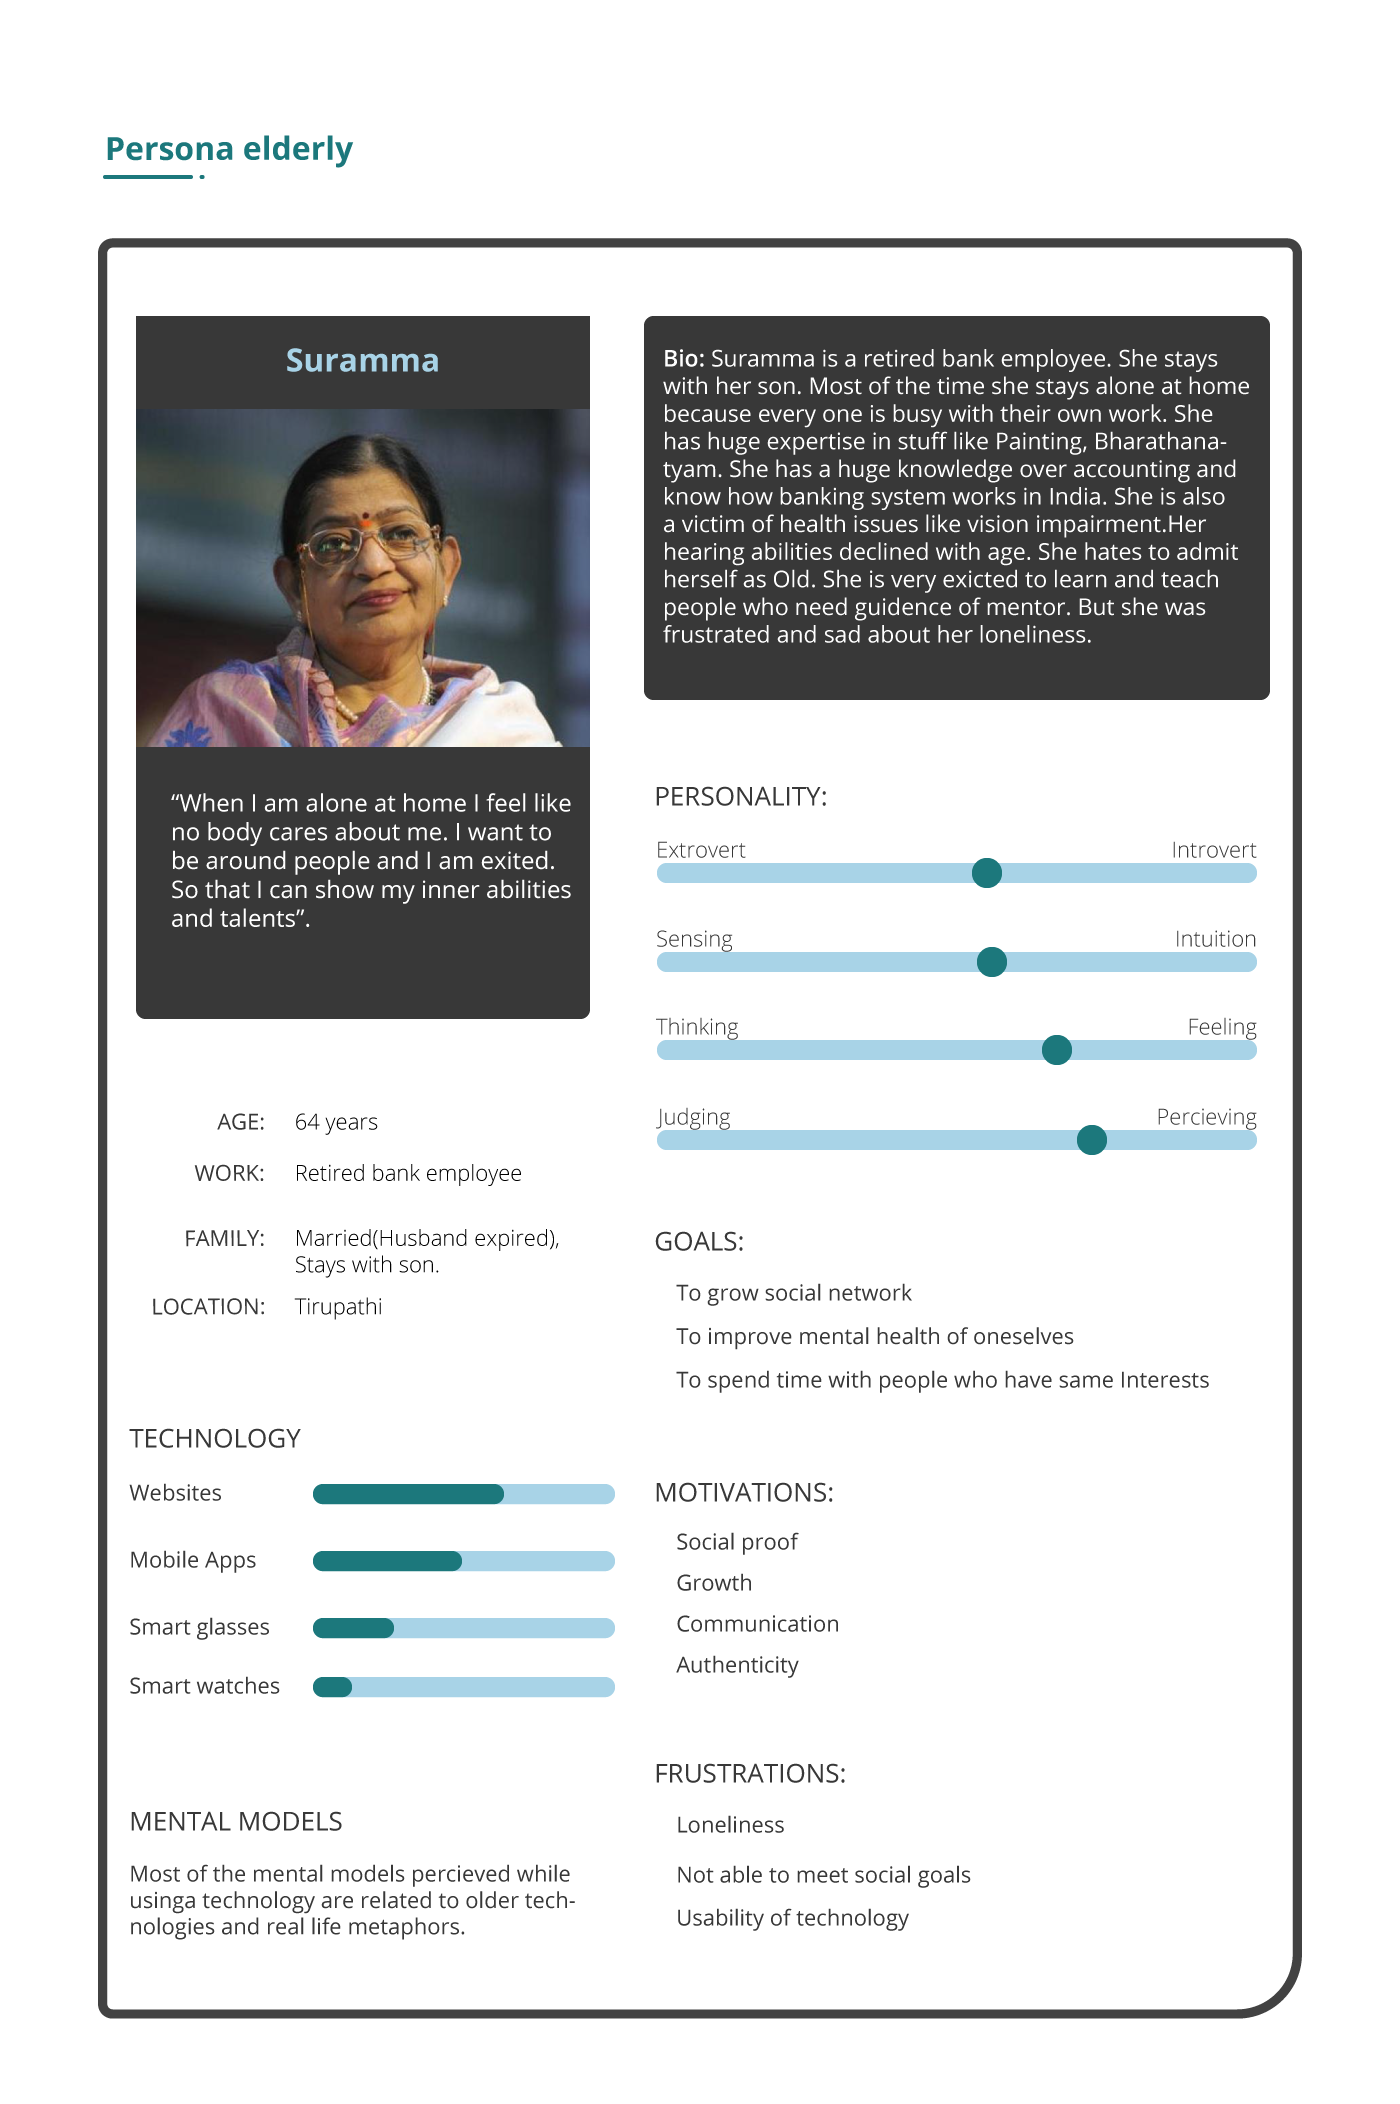 Persona elderly
Suramma
“When I am alone at home I feel like
no body cares about me. I want to
be around people and I am exited.
So that I can show my inner abilities
and talents”.
AGE: 64 years
WORK: Retired bank employee
FAMILY: Married(Husband expired),
Stays with son.
LOCATION: Tirupathi
TECHNOLOGY
Websites
Mobile Apps
Smart glasses
Smart watches
MENTAL MODELS
Most of the mental models percieved while
usinga technology are related to older tech-
nologies and real life metaphors.
Bio: Suramma is a retired bank employee. She stays
with her son. Most of the time she stays alone at home
because every one is busy with their own work. She
has huge expertise in stuff like Painting, Bharathana-
tyam. She has a huge knowledge over accounting and
know how banking system works in India. She is also
a victim of health issues like vision impairment.Her
hearing abilities declined with age. She hates to admit
herself as Old. She is very exicted to learn and teach
people who need guidence of mentor. But she was
frustrated and sad about her loneliness.
PERSONALITY:
Extrovert Introvert
Sensing Intuition
Thinking Feeling
Judging Percieving
GOALS:
To grow social network
To improve mental health of oneselves
To spend time with people who have same Interests
MOTIVATIONS:
Social proof
Growth
Communication
Authenticity
FRUSTRATIONS:
Loneliness
Not able to meet social goals
Usability of technology